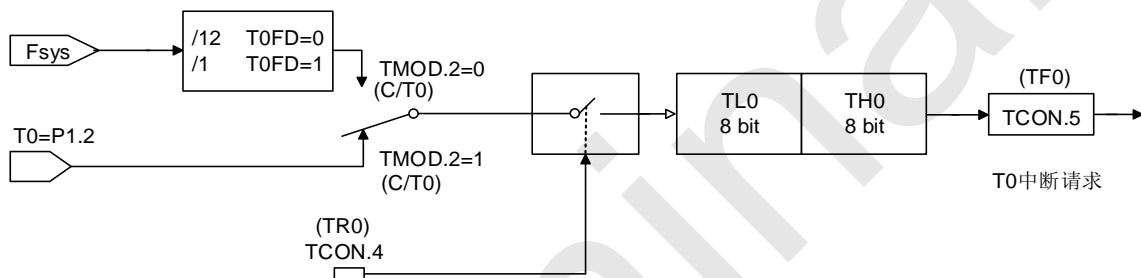 Fsys
/12 T0FD=0
/1 T0FD=1
TMOD.2=0
(C/T0)
T0=P1.2
TMOD.2=1
(C/T0)
(TR0)
TCON.4
TL0
8 bit
TH0
8 bit
(TF0)
TCON.5
T0中断请求